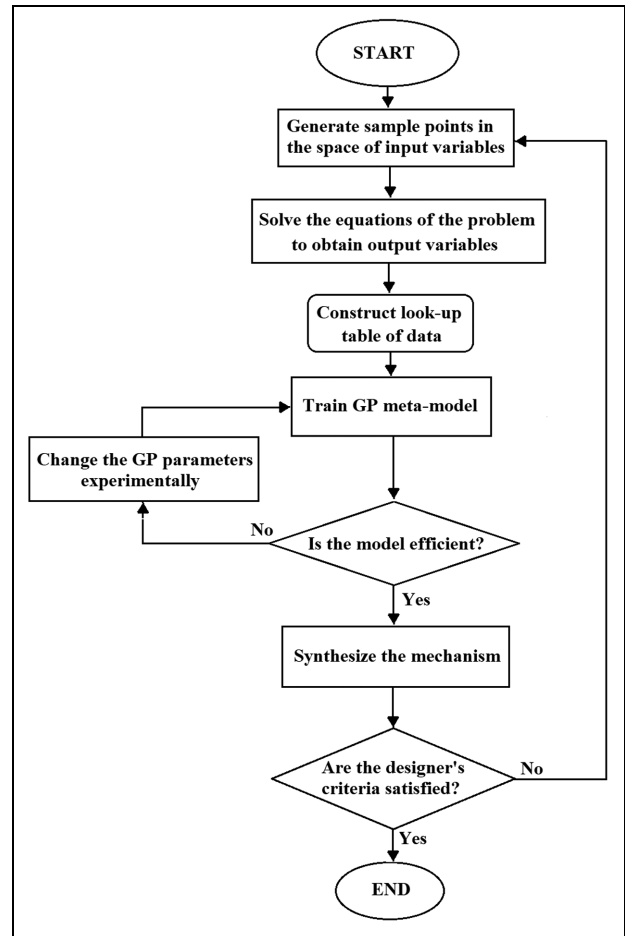 START
Generate sample points in
the space of input variables
Solve the equations of the problem
to obtain output variables
Construct look-up
table of data
Train GP meta-model
Change the GP parameters
experimentally
No
Is the model efficient?
Yes
Synthesize the mechanism
Are the designer's
criteria satisfied?
No
Yes
END